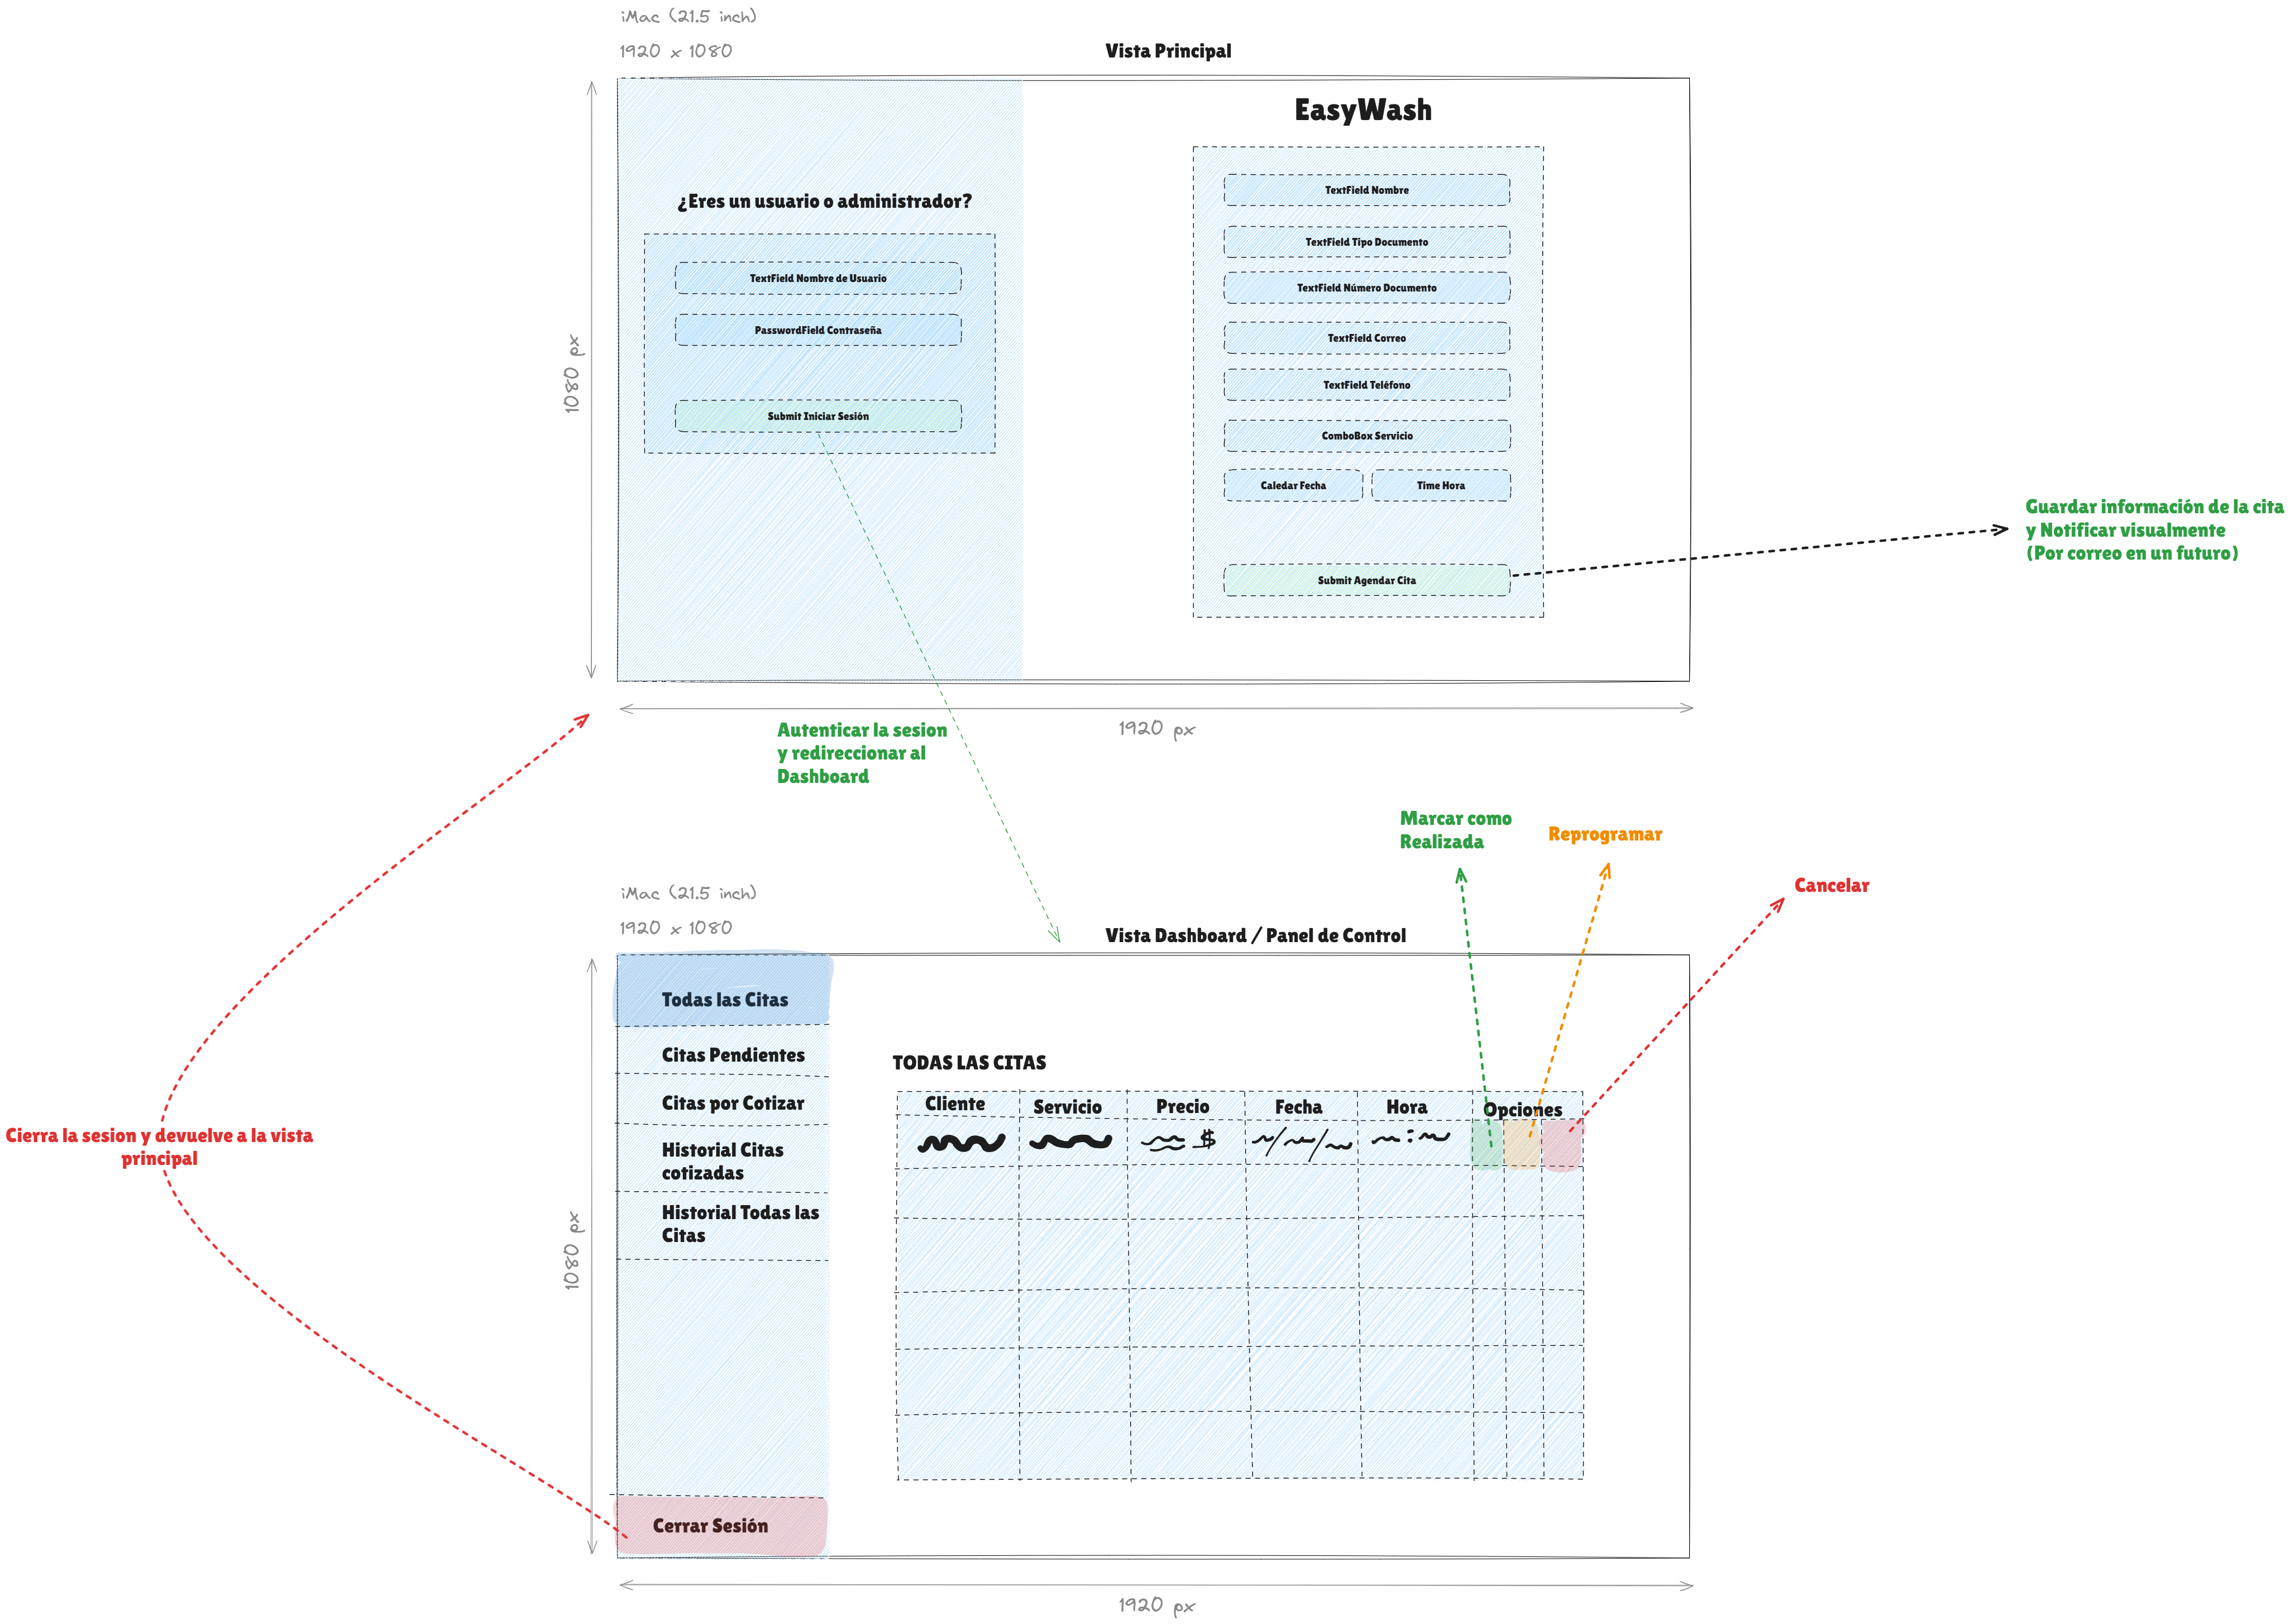 iMac (21.5 inch)
1920 x 1080
Vista Principal
EasyWash
¿Eres un usuario o administrador?
TextField Nombre de Usuario
PasswordField Contraseña
Submit Iniciar Sesión
TextField Nombre
TextField Tipo Documento
TextField Número Documento
TextField Correo
TextField Teléfono
ComboBox Servicio
Caledar Fecha
Time Hora
Submit Agendar Cita
1080 px
1920 px
Guardar información de la cita
y Notificar visualmente
(Por correo en un futuro)
Autenticar la sesion
y redireccionar al
Dashboard
Marcar como
Realizada
Reprogramar
Cancelar
iMac (21.5 inch)
1920 x 1080
Vista Dashboard / Panel de Control
Todas las Citas
Citas Pendientes
Citas por Cotizar
Historial Citas
cotizadas
Historial Todas las
Citas
Cerrar Sesión
TODAS LAS CITAS
Cliente
Servicio
Precio
Fecha
Hora
Opciones
$
Cierra la sesion y devuelve a la vista
principal
1080 px
1920 px